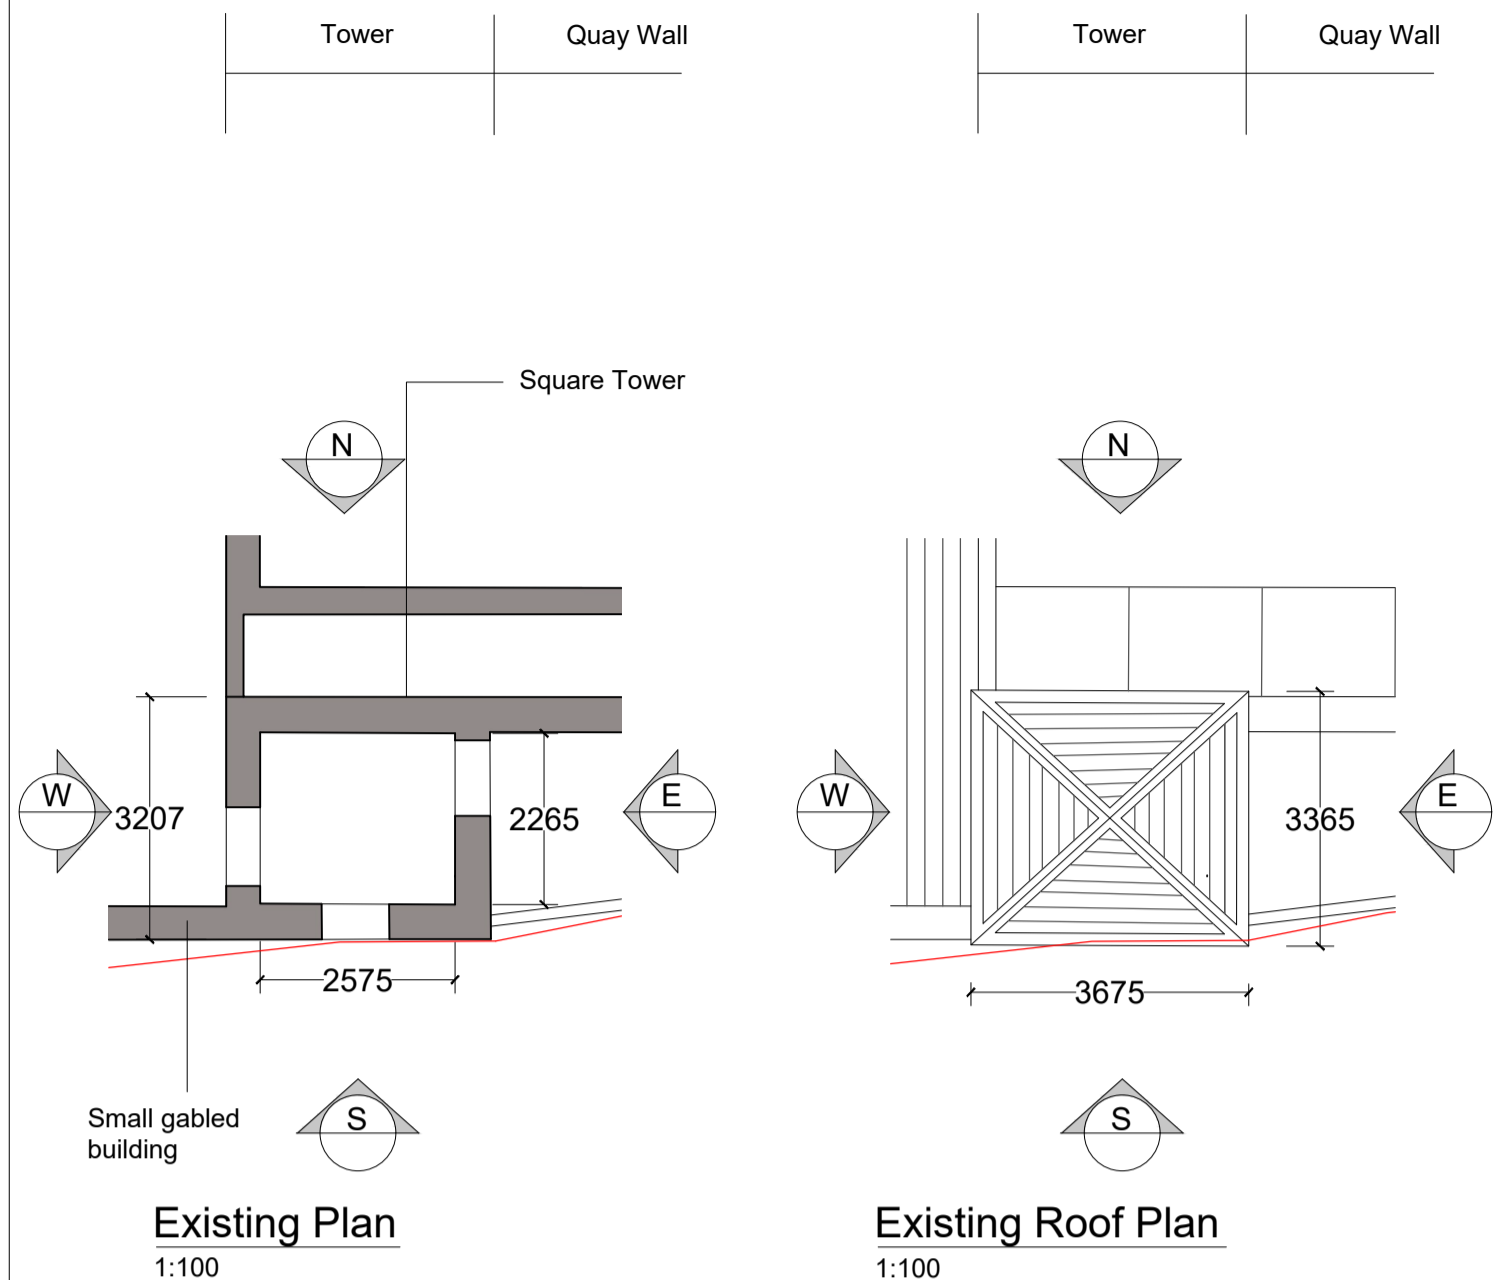 Tower
Quay Wall
Tower
Quay Wall
Square Tower
N
N
W
3207
2265
E
W
3365
E
2575
3675
Small gabled
building
S
S
Existing Plan
1:100
Existing Roof Plan
1:100